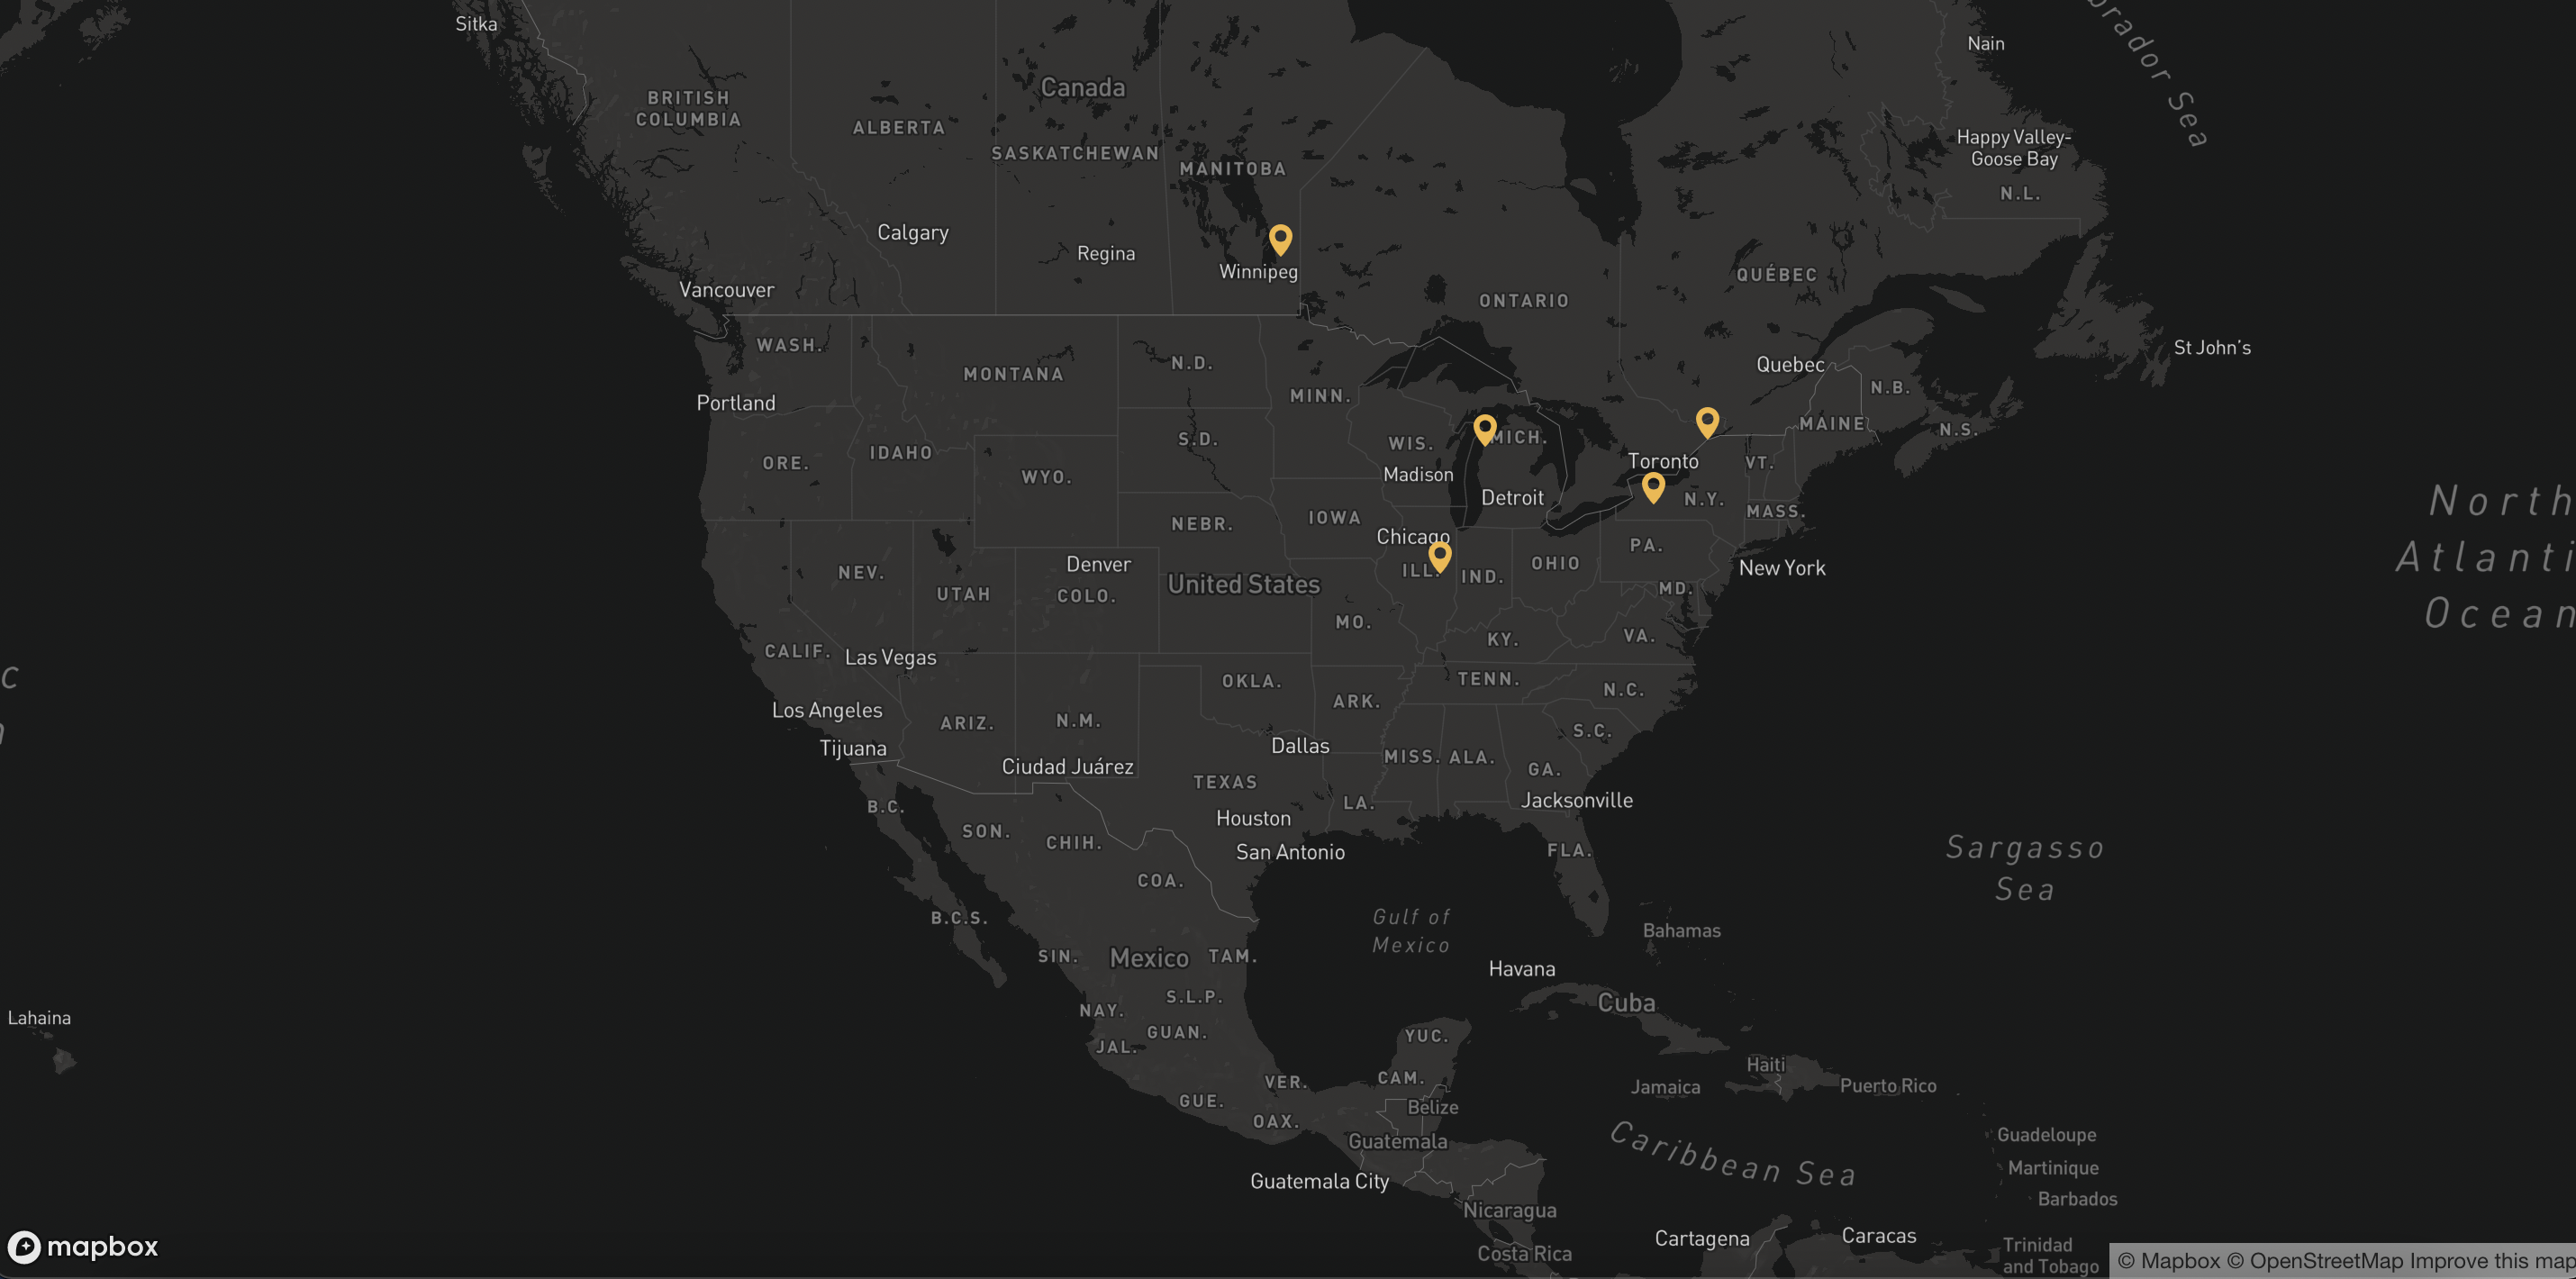 Sitka
Nain
brador Sea
Canada
BRITISH
COLUMBIA
ALBERTA
SASKATCHEWAN
MANITOBA
Happy Valley-
Goose Bay
N.L.
Calgary
Regina
Winnipeg
QUÉBEC
Vancouver
ONTARIO
WASH.
MONTANA
N.D.
St John's
Quebec
N.B.
Portland
MINN.
MAINE
N.S.
ORE.
IDAHO
WYO.
S.D.
WIS.
MICH.
Madison
Toronto
VT.
Detroit
N.Y.
MASS.
North
Atlanti
Ocean
NEBR.
IOWA
Chicago
PA.
New York
NEV.
UTAH
Denver
COLO.
United States
ILL.
IND.
OHIO
MD.
MO.
KY.
VA.
CALIF.
Las Vegas
c
OKLA.
TENN.
N.C.
Los Angeles
ARIZ.
N.M.
ARK.
S.C.
Tijuana
Ciudad Juárez
Dallas
MISS.
ALA.
GA.
TEXAS
B.C.
SON.
CHIH.
Houston
LA.
Jacksonville
San Antonio
FLA.
Sargasso
Sea
COA.
B.C.S.
Gulf of
Mexico
Bahamas
SIN.
Mexico
TAM.
Havana
S.L.P.
Cuba
NAY.
GUAN.
Lahaina
JAL.
YUC.
Haiti
VER.
CAM.
Jamaica
Puerto Rico
GUE.
OAX.
Belize
Guatemala
Caribbean Sea
Guadeloupe
Martinique
Guatemala City
Barbados
Nicaragua
Cartagena
Caracas
Costa Rica
Trinidad
and Tobago
mapbox
© Mapbox © OpenStreetMap Improve this map